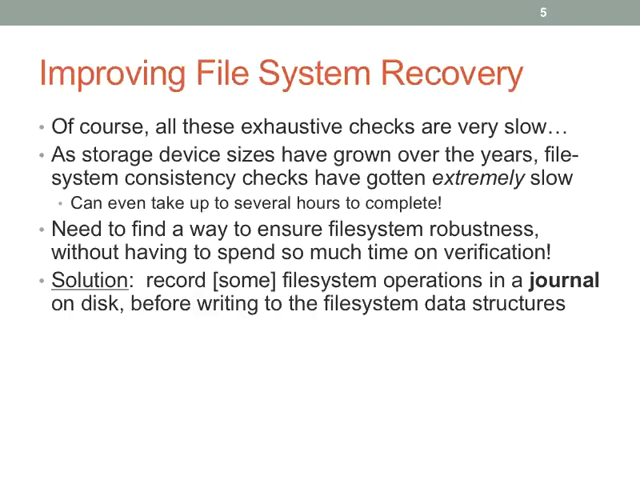 5
Improving File System Recovery
• Of course, all these exhaustive checks are very slow…
• As storage device sizes have grown over the years, file-
system consistency checks have gotten extremely slow
• Can even take up to several hours to complete!
• Need to find a way to ensure filesystem robustness,
without having to spend so much time on verification!
• Solution:  record [some] filesystem operations in a journal
on disk, before writing to the filesystem data structures